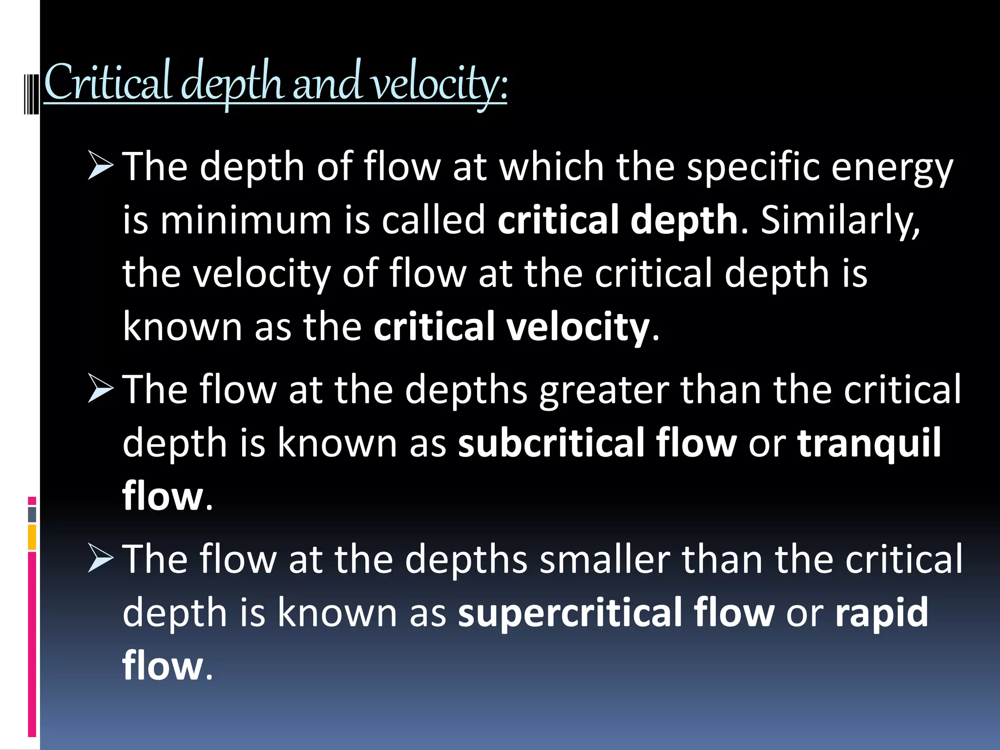 Critical depth and velocity:
➢The depth of flow at which the specific energy
is minimum is called critical depth. Similarly,
the velocity of flow at the critical depth is
known as the critical velocity.
➢The flow at the depths greater than the critical
depth is known as subcritical flow or tranquil
flow.
➢The flow at the depths smaller than the critical
depth is known as supercritical flow or rapid
flow.